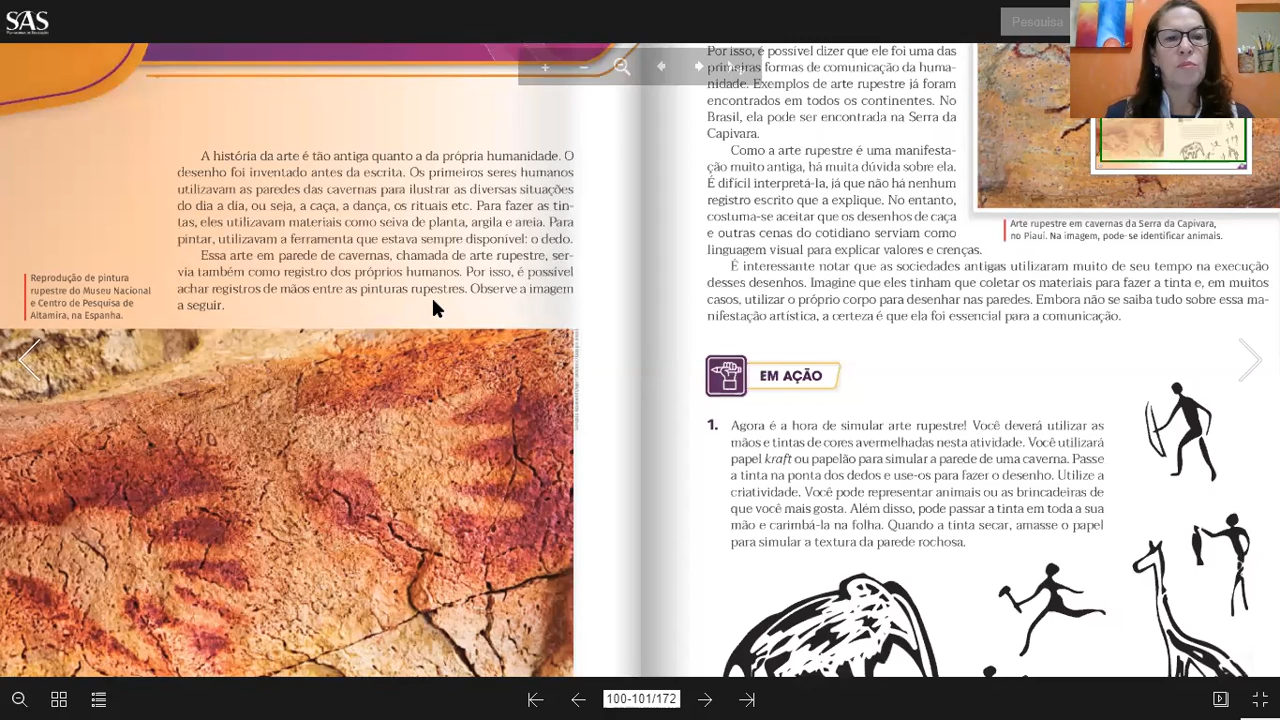 SAS
Pesquisa
A história da arte é tão antiga quanto a da própria humanidade. O
desenho foi inventado antes da escrita. Os primeiros seres humanos
utilizavam as paredes das cavernas para ilustrar as diversas situações
do dia a dia, ou seja, a caça, a dança, os rituais etc. Para fazer as tin-
tas, eles utilizavam materiais como seiva de planta, argila e areia. Para
pintar, utilizavam a ferramenta que estava sempre disponível: o dedo.
Essa arte em parede de cavernas, chamada de arte rupestre, ser-
via também como registro dos próprios humanos. Por isso, é possível
achar registros de mãos entre as pinturas rupestres. Observe a imagem
a seguir.
Reprodução de pintura
rupestre do Museu Nacional
e Centro de Pesquisa de
Altamira, na Espanha.
Por isso, é possível dizer que ele foi uma das
primeiras formas de comunicação da huma-
nidade. Exemplos de arte rupestre já foram
encontrados em todos os continentes. No
Brasil, ela pode ser encontrada na Serra da
Capivara.
Como a arte rupestre é uma manifesta-
ção muito antiga, há muita dúvida sobre ela.
É difícil interpretá-la, já que não há nenhum
registro escrito que a explique. No entanto,
costuma-se aceitar que os desenhos de caça
e outras cenas do cotidiano serviam como
linguagem visual para explicar valores e crenças.
Arte rupestre em cavernas da Serra da Capivara,
no Piauí. Na imagem, pode-se identificar animais.
É interessante notar que as sociedades antigas utilizaram muito de seu tempo na execução
desses desenhos. Imagine que eles tinham que coletar os materiais para fazer a tinta e, em muitos
casos, utilizar o próprio corpo para desenhar nas paredes. Embora não se saiba tudo sobre essa ma-
nifestação artística, a certeza é que ela foi essencial para a comunicação.
EM AÇÃO
1. Agora é a hora de simular arte rupestre! Você deverá utilizar as
mãos e tintas de cores avermelhadas nesta atividade. Você utilizará
papel kraft ou papelão para simular a parede de uma caverna. Passe
a tinta na ponta dos dedos e use-os para fazer o desenho. Utilize a
criatividade. Você pode representar animais ou as brincadeiras de
que você mais gosta. Além disso, pode passar a tinta em toda a sua
mão e carimbá-la na folha. Quando a tinta secar, amasse o papel
para simular a textura da parede rochosa.
100-101/172